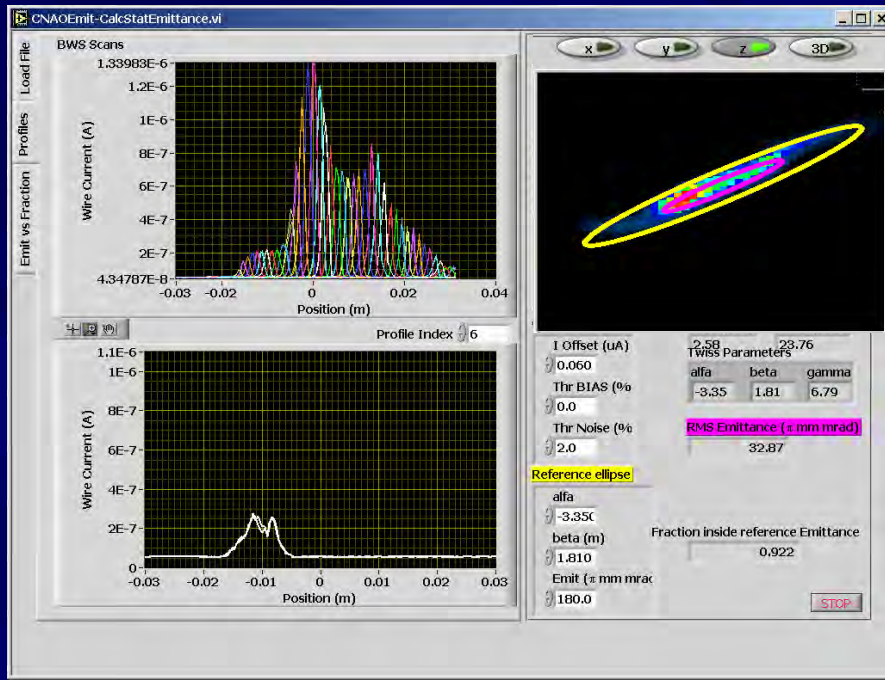 CNAOEmit-CalcStatEmittance.vi
Load File
Profiles
Emit vs Fraction
BWS Scans
Wire Current (A)
1.33983E-6
1.2E-6
1E-6
8E-7
6E-7
4E-7
2E-7
4.34787E-8
-0.03 -0.02 0 0.02 0.04
Position (m)
Profile Index 6
Wire Current (A)
1.1E-6
1E-6
8E-7
6E-7
4E-7
2E-7
0
-0.03 -0.02 -0.01 0 0.01 0.02 0.03
Position (m)
x y z 3D
I Offset (uA)
0.060
Thr BIAS (%
0.0
Thr Noise (%
2.0
Reference ellipse
alfa
-3.350
beta (m)
1.810
Emit (π mm mrad
180.0
2.58 23.76
Twiss Parameters
alfa beta gamma
-3.35 1.81 6.79
RMS Emittance (π mm mrad)
32.87
Fraction inside reference Emittance
0.922
STOP